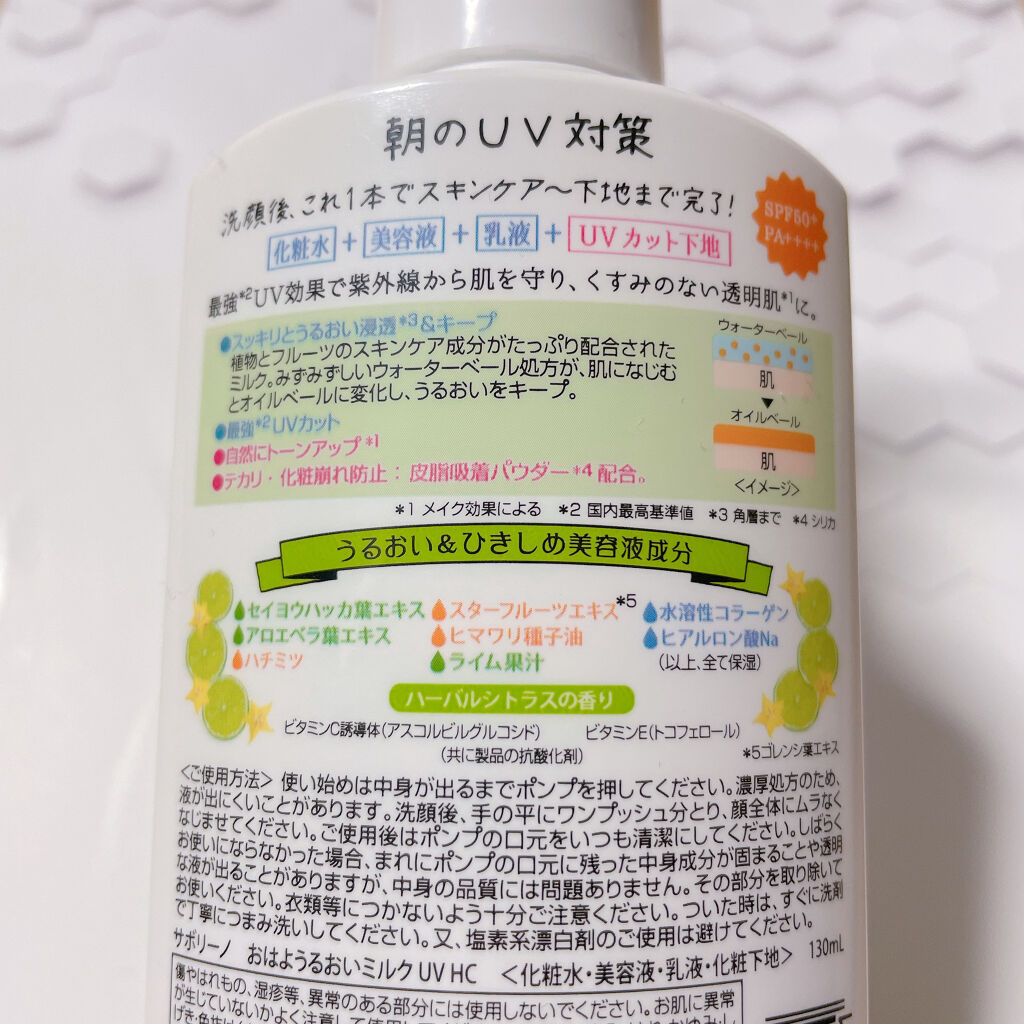 朝のUV対策
洗顔後、これ1本でスキンケア〜下地まで完了!
SPF50+
PA++++
化粧水 + 美容液 + 乳液 + UVカット下地
最強*2UV効果で紫外線から肌を守り、くすみのない透明肌*1に。
●スッキリとうるおい浸透*3&キープ
植物とフルーツのスキンケア成分がたっぷり配合された
ミルク。みずみずしいウォーターベール処方が、肌になじむ
とオイルベールに変化し、うるおいをキープ。
●最強*2UVカット
●自然にトーンアップ*1
●テカリ・化粧崩れ防止：皮脂吸着パウダー*4配合。
ウォーターベール
肌
▼
オイルベール
肌
<イメージ>
*1 メイク効果による *2 国内最高基準値 *3 角層まで *4 シリカ
うるおい&ひきしめ美容液成分
セイヨウハッカ葉エキス スターフルーツエキス*5 水溶性コラーゲン
アロエベラ葉エキス ヒマワリ種子油 ヒアルロン酸Na
ハチミツ ライム果汁 (以上、全て保湿)
ハーバルシトラスの香り
ビタミンC誘導体(アスコルビルグルコシド) ビタミンE(トコフェロール)
(共に製品の抗酸化剤)
*5ゴレンシ葉エキス
<ご使用方法> 使い始めは中身が出るまでポンプを押してください。濃厚処方のため、
液が出にくいことがあります。洗顔後、手の平にワンプッシュ分とり、顔全体にムラなく
なじませてください。ご使用後はポンプの口元をいつも清潔にしてください。しばらく
お使いにならなかった場合、まれにポンプの口元に残った中身成分が固まることや透明
な液が出ることがありますが、中身の品質には問題ありません。その部分を取り除いて
お使いください。衣類等につかないよう十分ご注意ください。ついた時は、すぐに洗剤
で丁寧につまみ洗いしてください。又、塩素系漂白剤のご使用は避けてください。
サボリーノ おはようるおいミルク UV HC <化粧水・美容液・乳液・化粧下地> 130mL
傷やはれもの、湿疹等、異常のある部分には使用しないでください。お肌に異常
が生じていないかよく注意して使用